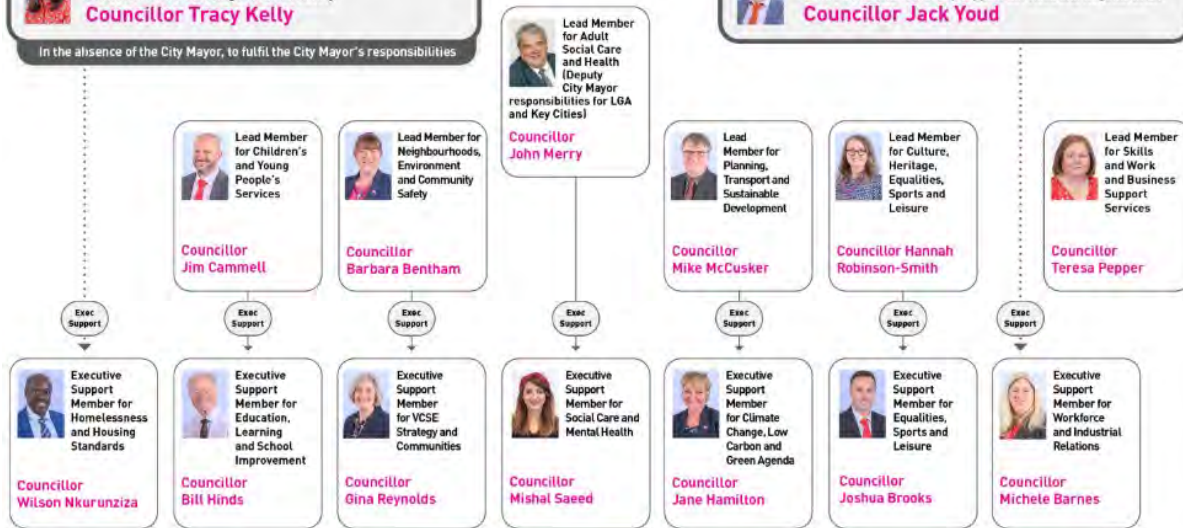 Councillor Tracy Kelly
In the absence of the City Mayor, to fulfil the City Mayor's responsibilities
Councillor Jack Youd
Lead Member
for Adult
Social Care
and Health
(Deputy
City Mayor
responsibilities for LGA
and Key Cities)
Councillor
John Merry
Lead Member
for Children's
and Young
People's
Services
Councillor
Jim Cammell
Lead Member for
Neighbourhoods,
Environment
and Community
Safety
Councillor
Barbara Bentham
Lead
Member for
Planning,
Transport and
Sustainable
Development
Councillor
Mike McCusker
Lead Member
for Culture,
Heritage,
Equalities,
Sports and
Leisure
Councillor Hannah
Robinson-Smith
Lead Member
for Skills
and Work
and Business
Support
Services
Councillor
Teresa Pepper
Exec
Support
Exec
Support
Exec
Support
Exec
Support
Exec
Support
Exec
Support
Exec
Support
Executive
Support
Member for
Homelessness
and Housing
Standards
Councillor
Wilson Nkurunziza
Executive
Support
Member for
Education,
Learning
and School
Improvement
Councillor
Bill Hinds
Executive
Support
Member
for VCSE
Strategy and
Communities
Councillor
Gina Reynolds
Executive
Support
Member for
Social Care and
Mental Health
Councillor
Mishal Saeed
Executive
Support
Member
for Climate
Change, Low
Carbon and
Green Agenda
Councillor
Jane Hamilton
Executive
Support
Member for
Equalities,
Sports and
Leisure
Councillor
Joshua Brooks
Executive
Support
Member for
Workforce
and Industrial
Relations
Councillor
Michele Barnes